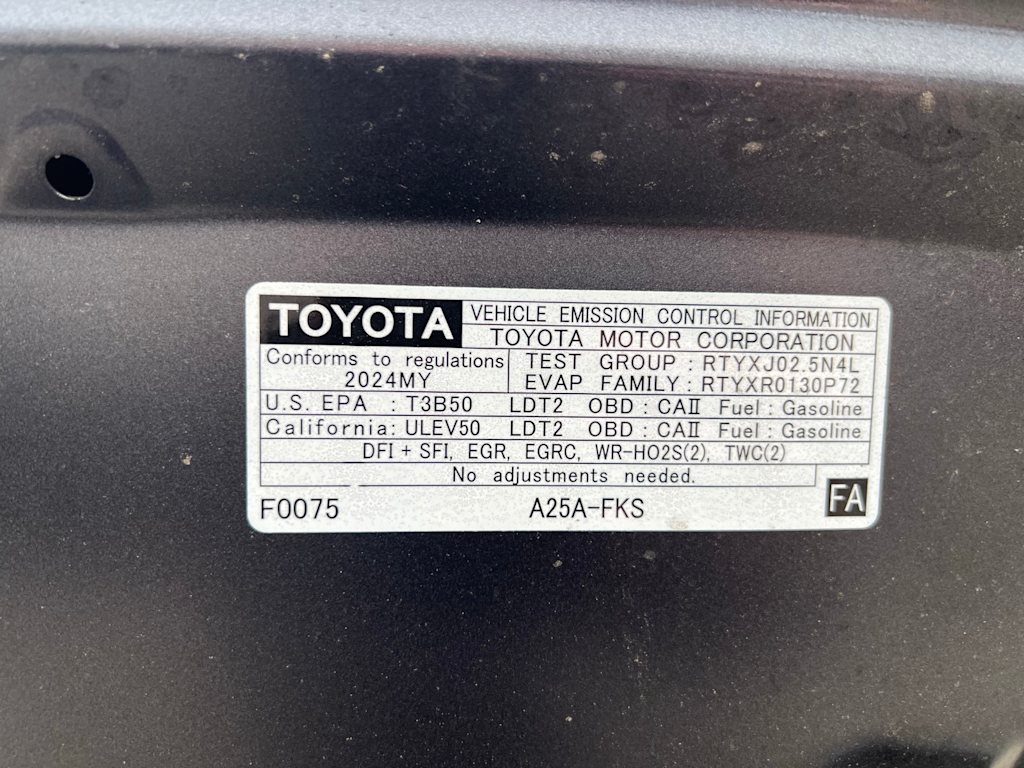 TOYOTA
VEHICLE EMISSION CONTROL INFORMATION
TOYOTA MOTOR CORPORATION
Conforms to regulations
2024MY
TEST GROUP : RTYXJ02.5N4L
EVAP FAMILY: RTYXR0130P72
U.S. EPA : T3B50 LDT2 OBD : CAⅡ Fuel : Gasoline
California: ULEV50 LDT2 OBD : CAⅡ Fuel : Gasoline
DFI + SFI, EGR, EGRC, WR-HO2S(2), TWC(2)
No adjustments needed.
F0075 A25A-FKS FA